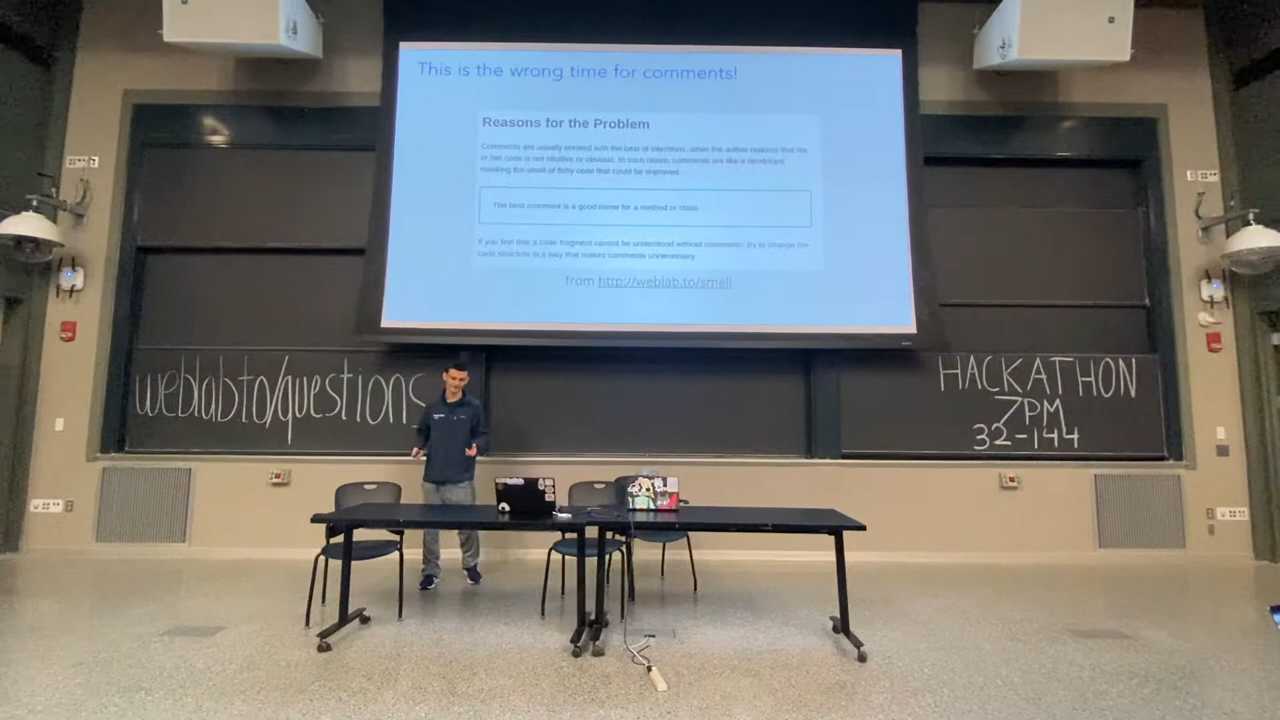 This is the wrong time for comments!
Reasons for the Problem
Comments are usually created with the best of intentions, when the author realizes that his
or her code is not intuitive or obvious. In such cases, comments are like a deodorant
masking the smell of fishy code that could be improved.
The best comment is a good name for a method or class.
If you feel that a code fragment cannot be understood without comments, try to change the
code structure in a way that makes comments unnecessary.
from http://weblab.to/smell
weblab.to/questions
HACKATHON
7PM
32-144